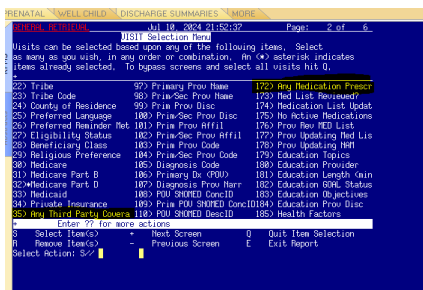 PRENATAL \ WELL CHILD \ DISCHARGE SUMMARIES \ MORE
GENERAL RETRIEVAL Jul 10, 2024 21:52:37 Page: 2 of 6
VISIT Selection Menu
Visits can be selected based upon any of the following items. Select
as many as you wish, in any order or combination. An (*) asterisk indicates
items already selected. To bypass screens and select all visits hit Q.
+
22) Tribe 97) Primary Prov Name 172) Any Medication Prescr
23) Tribe Code 98) Prim/Sec Prov Name 173) Med List Reviewed?
24) County of Residence 99) Prim Prov Disc 174) Medication List Updat
25) Preferred Language 100) Prim/Sec Prov Disc 175) No Active Medications
26) Preferred Reminder Met 101) Prim Prov Affil 176) Prov Rev MED List
27) Eligibility Status 102) Prim/Sec Prov Affil 177) Prov Updating Med Lis
28) Beneficiary Class 103) Prim Prov Code 178) Prov Updating NAM
29) Religious Preference 104) Prim/Sec Prov Code 179) Education Topics
30) Medicare 105) Diagnosis Code 180) Education Provider
31) Medicare Part B 106) Primary Dx (POV) 181) Education Length (min
32)*Medicare Part D 107) Diagnosis Prov Narr 182) Education GOAL Status
33) Medicaid 108) POV SNOMED ConcID 183) Education Objectives
34) Private Insurance 109) Prim POV SNOMED ConcID184) Education Prov Disc
35) Any Third Party Covera 110) POV SNOMED DescID 185) Health Factors
+ Enter ?? for more actions
S Select Item(s) + Next Screen Q Quit Item Selection
R Remove Item(s) - Previous Screen E Exit Report
Select Action: S//